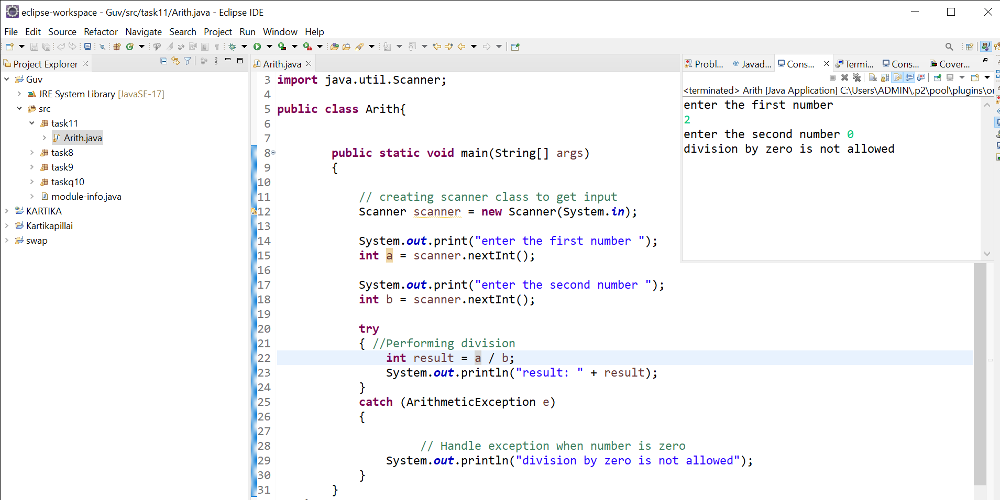 eclipse-workspace - Guv/src/task11/Arith.java - Eclipse IDE
File Edit Source Refactor Navigate Search Project Run Window Help
Project Explorer
Guv
JRE System Library [JavaSE-17]
src
task11
Arith.java
task8
task9
taskq10
module-info.java
KARTIKA
Kartikapillai
swap
Arith.java
3 import java.util.Scanner;
4
5 public class Arith{
6
7
8 public static void main(String[] args)
9 {
10
11 // creating scanner class to get input
12 Scanner scanner = new Scanner(System.in);
13
14 System.out.print("enter the first number ");
15 int a = scanner.nextInt();
16
17 System.out.print("enter the second number ");
18 int b = scanner.nextInt();
19
20 try
21 { //Performing division
22 int result = a / b;
23 System.out.println("result: " + result);
24 }
25 catch (ArithmeticException e)
26 {
27
28 // Handle exception when number is zero
29 System.out.println("division by zero is not allowed");
30 }
31 }
Probl... Javad... Cons... Termi... Cons... Cover...
<terminated> Arith [Java Application] C:\Users\ADMIN\.p2\pool\plugins\or
enter the first number
2
enter the second number 0
division by zero is not allowed